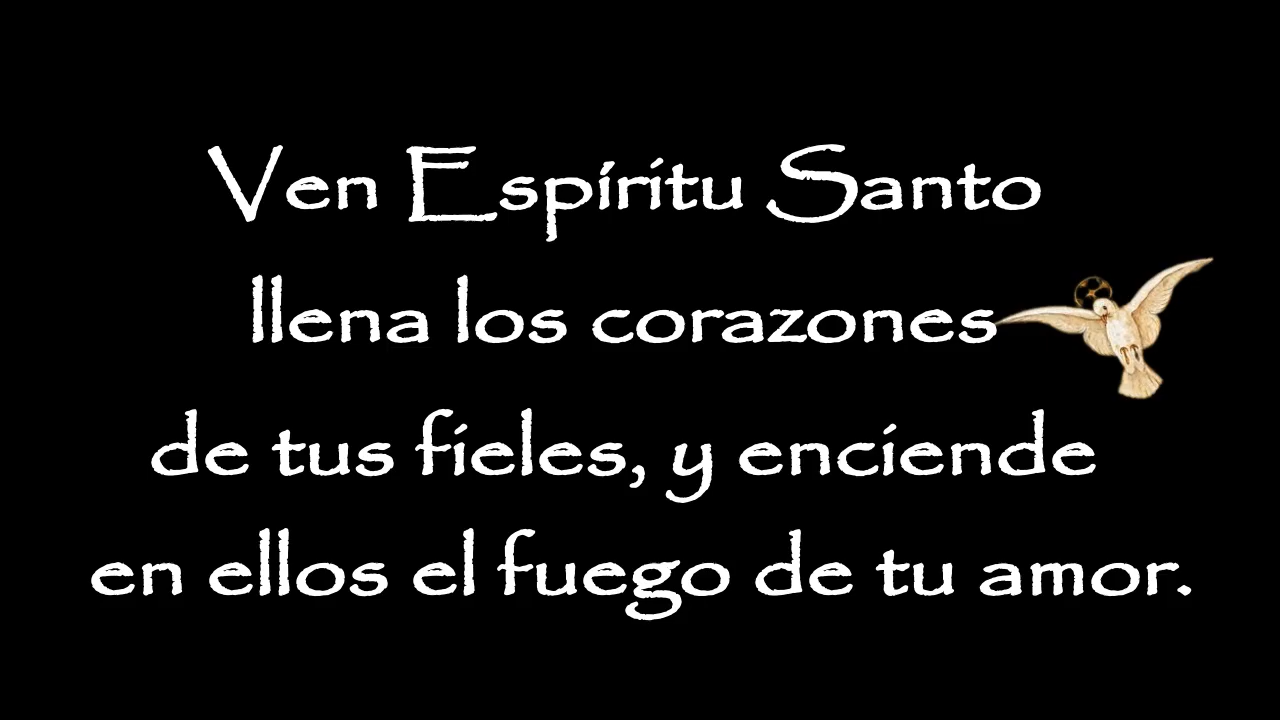 Ven Espíritu Santo
llena los corazones
de tus fieles, y enciende
en ellos el fuego de tu amor.